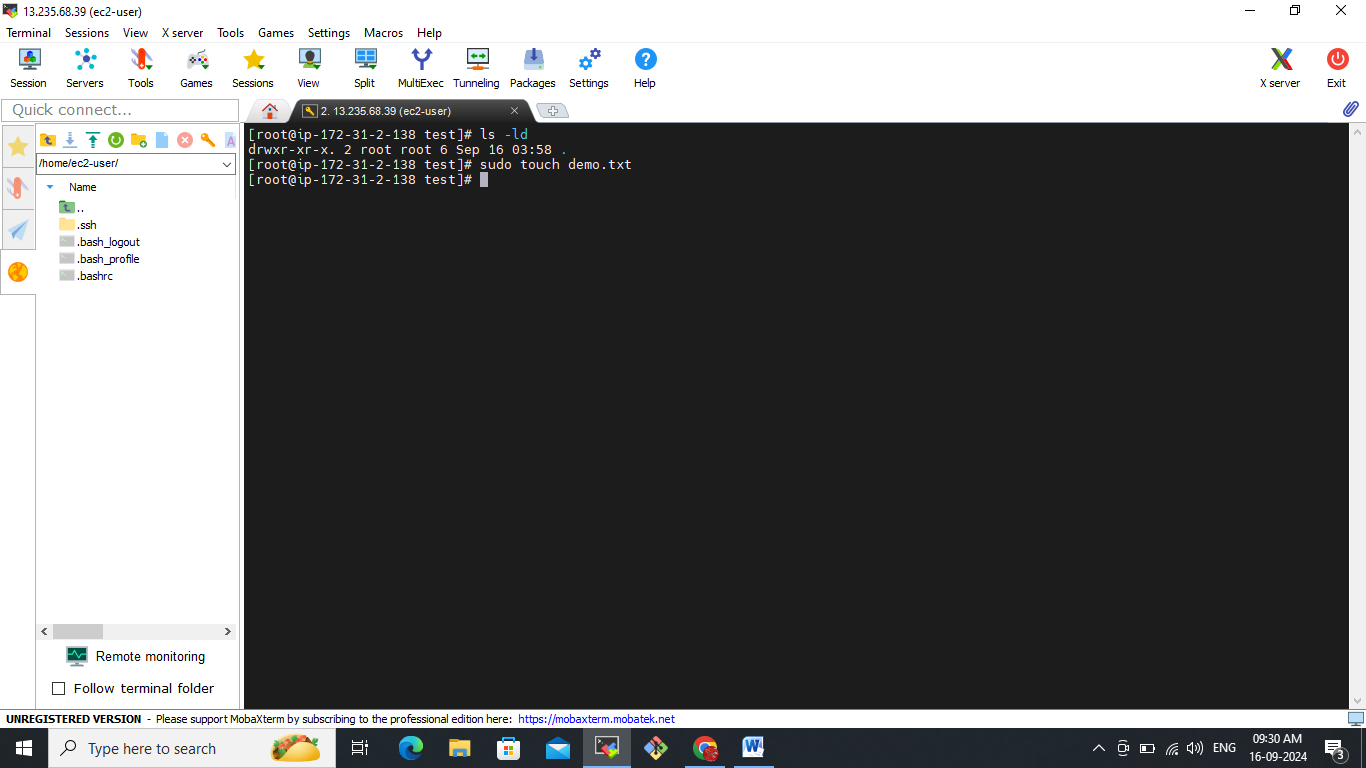 13.235.68.39 (ec2-user)
Terminal Sessions View X server Tools Games Settings Macros Help
Session Servers Tools Games Sessions View Split MultiExec Tunneling Packages Settings Help X server Exit
Quick connect...
2. 13.235.68.39 (ec2-user)
/home/ec2-user/
Name
..
.ssh
.bash_logout
.bash_profile
.bashrc
[root@ip-172-31-2-138 test]# ls -ld
drwxr-xr-x. 2 root root 6 Sep 16 03:58 .
[root@ip-172-31-2-138 test]# sudo touch demo.txt
[root@ip-172-31-2-138 test]#
Remote monitoring
Follow terminal folder
UNREGISTERED VERSION - Please support MobaXterm by subscribing to the professional edition here: https://mobaxterm.mobatek.net
Type here to search
ENG
09:30 AM
16-09-2024
3